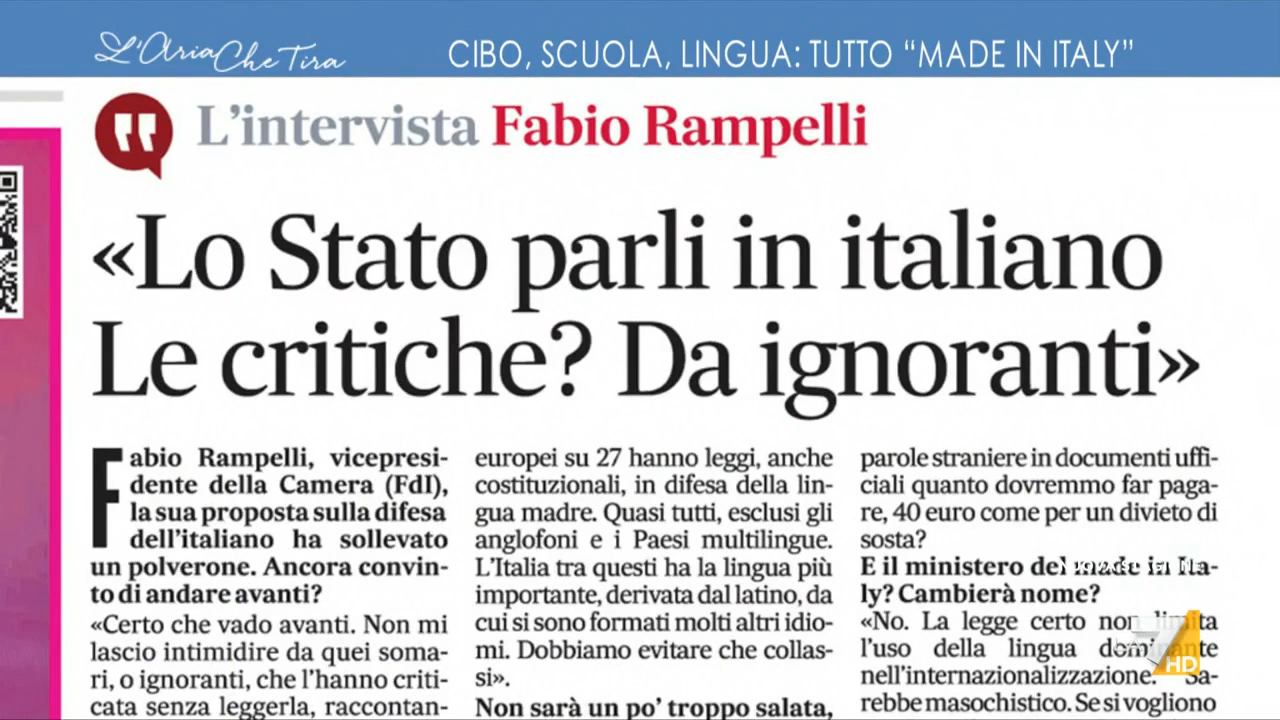 L'Aria Che Tira
CIBO, SCUOLA, LINGUA: TUTTO “MADE IN ITALY”
L'intervista Fabio Rampelli
«Lo Stato parli in italiano
Le critiche? Da ignoranti»
Fabio Rampelli, vicepresi-
dente della Camera (FdI),
la sua proposta sulla difesa
dell'italiano ha sollevato
un polverone. Ancora convin-
to di andare avanti?
«Certo che vado avanti. Non mi
lascio intimidire da quei soma-
ri, o ignoranti, che l'hanno criti-
cata senza leggerla, raccontan-
europei su 27 hanno leggi, anche
costituzionali, in difesa della lin-
gua madre. Quasi tutti, esclusi gli
anglofoni e i Paesi multilingue.
L'Italia tra questi ha la lingua più
importante, derivata dal latino, da
cui si sono formati molti altri idio-
mi. Dobbiamo evitare che collas-
si».
Non sarà un po' troppo salata,
parole straniere in documenti uffi-
ciali quanto dovremmo far paga-
re, 40 euro come per un divieto di
sosta?
E il ministero del made in Ita-
ly? Cambierà nome?
«No. La legge certo non limita
l'uso della lingua dominante
nell'internazionalizzazione. Sa-
rebbe masochistico. Se si vogliono
7
HD